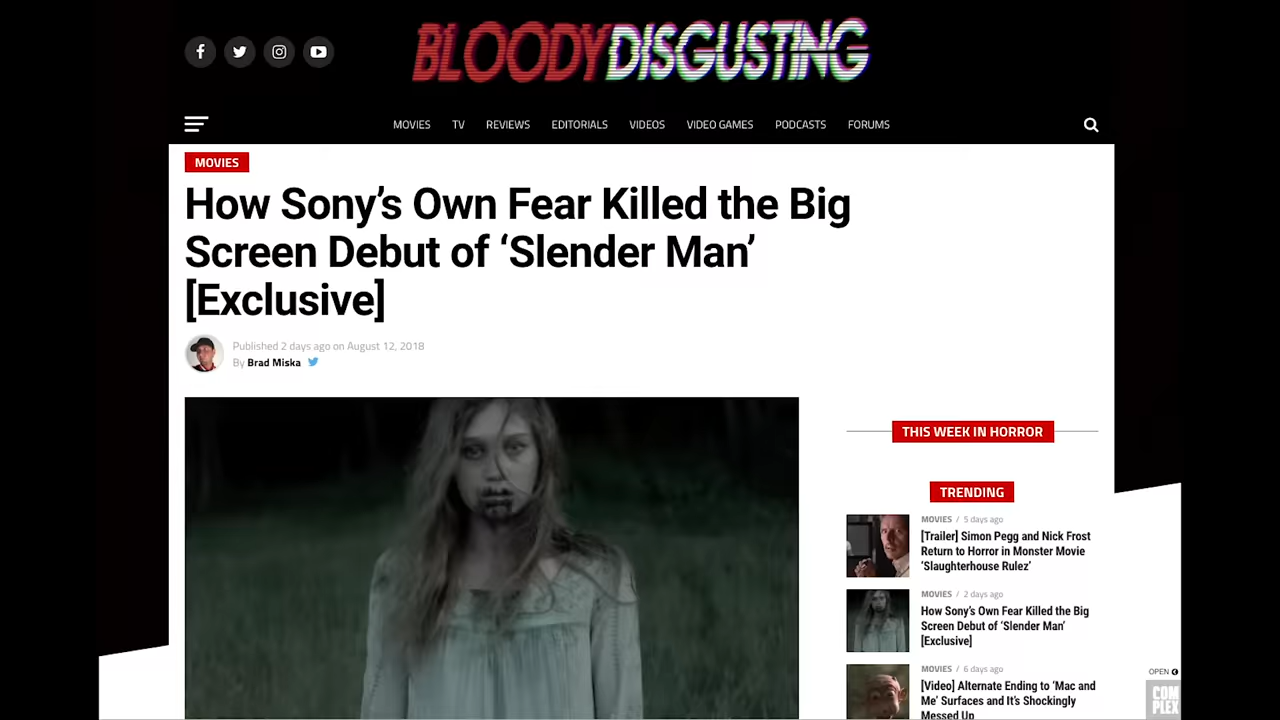 BLOODYDISGUSTING
MOVIES TV REVIEWS EDITORIALS VIDEOS VIDEO GAMES PODCASTS FORUMS
MOVIES
How Sony’s Own Fear Killed the Big
Screen Debut of ‘Slender Man’
[Exclusive]
Published 2 days ago on August 12, 2018
By Brad Miska
THIS WEEK IN HORROR
TRENDING
MOVIES / 5 days ago
[Trailer] Simon Pegg and Nick Frost
Return to Horror in Monster Movie
‘Slaughterhouse Rulez’
MOVIES / 2 days ago
How Sony’s Own Fear Killed the Big
Screen Debut of ‘Slender Man’
[Exclusive]
MOVIES / 6 days ago
[Video] Alternate Ending to ‘Mac and
Me’ Surfaces and It’s Shockingly
Messed Up
OPEN
COM
PLEX